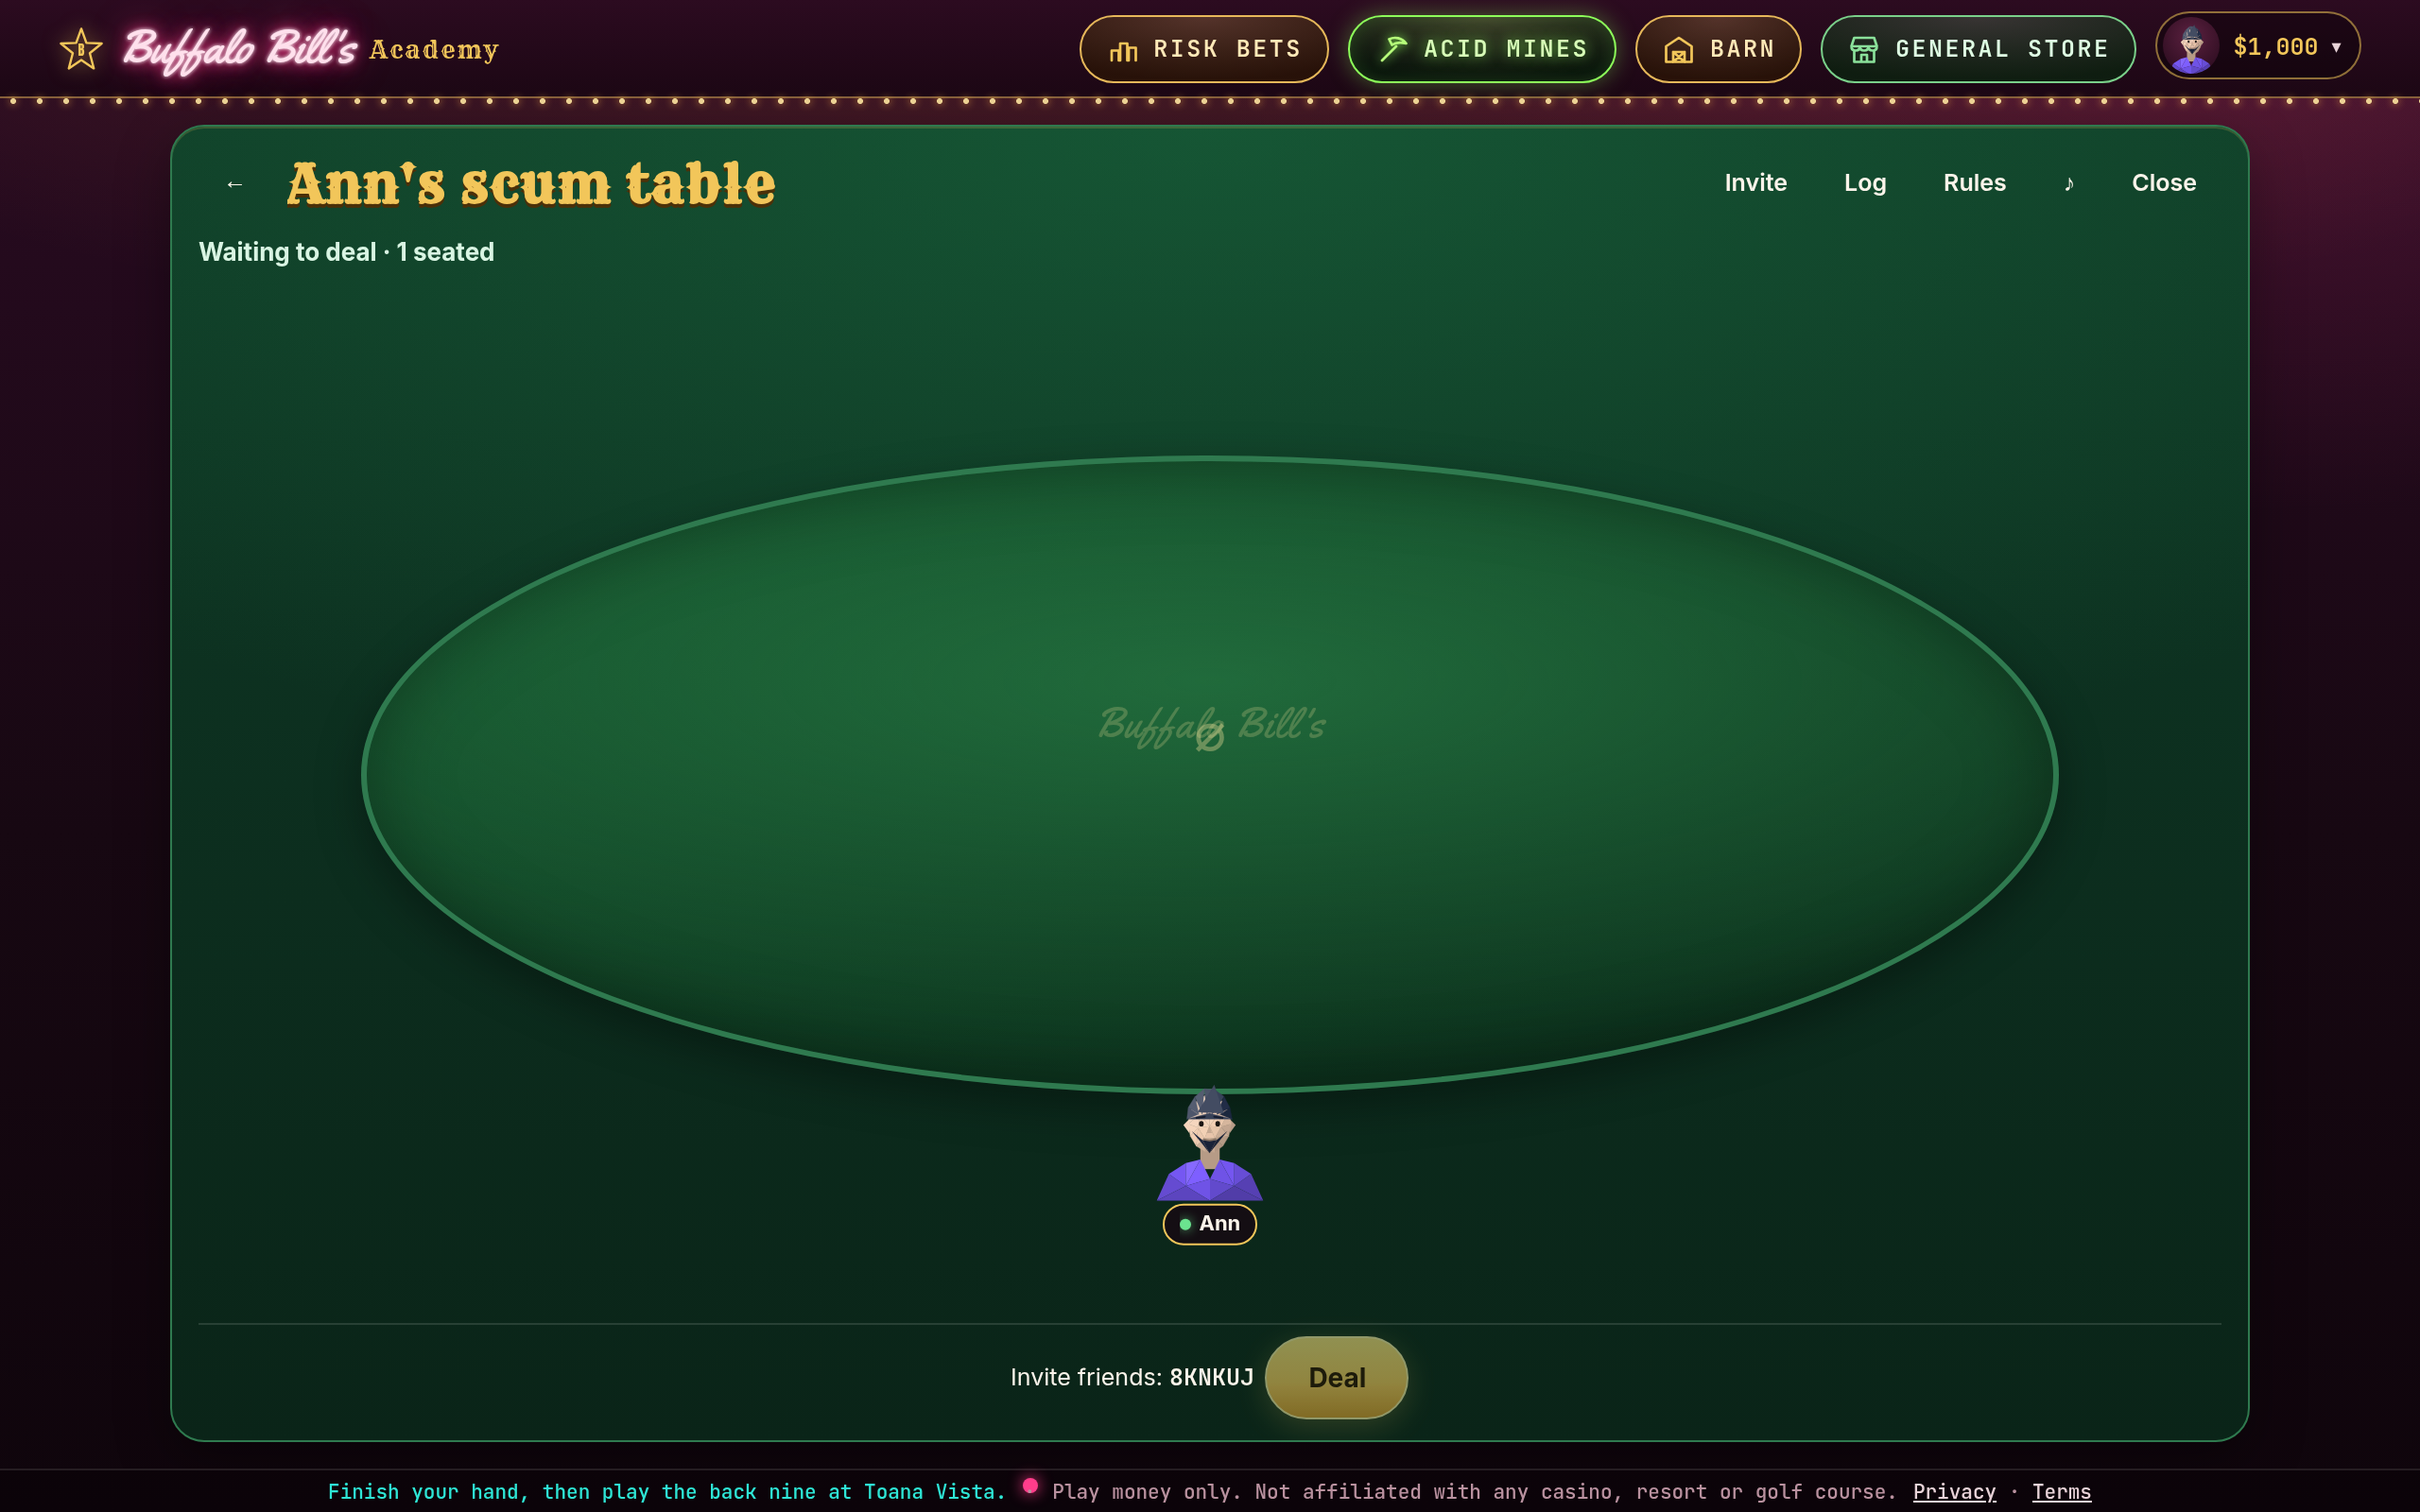 B Buffalo Bill's Academy
RISK BETS
ACID MINES
BARN
GENERAL STORE
$1,000 ▼
← Ann's scum table
Invite
Log
Rules
♪
Close
Waiting to deal · 1 seated
Buffalo Bill's
Ø
Ann
Invite friends: 8KNKUJ
Deal
Finish your hand, then play the back nine at Toana Vista. Play money only. Not affiliated with any casino, resort or golf course. Privacy · Terms